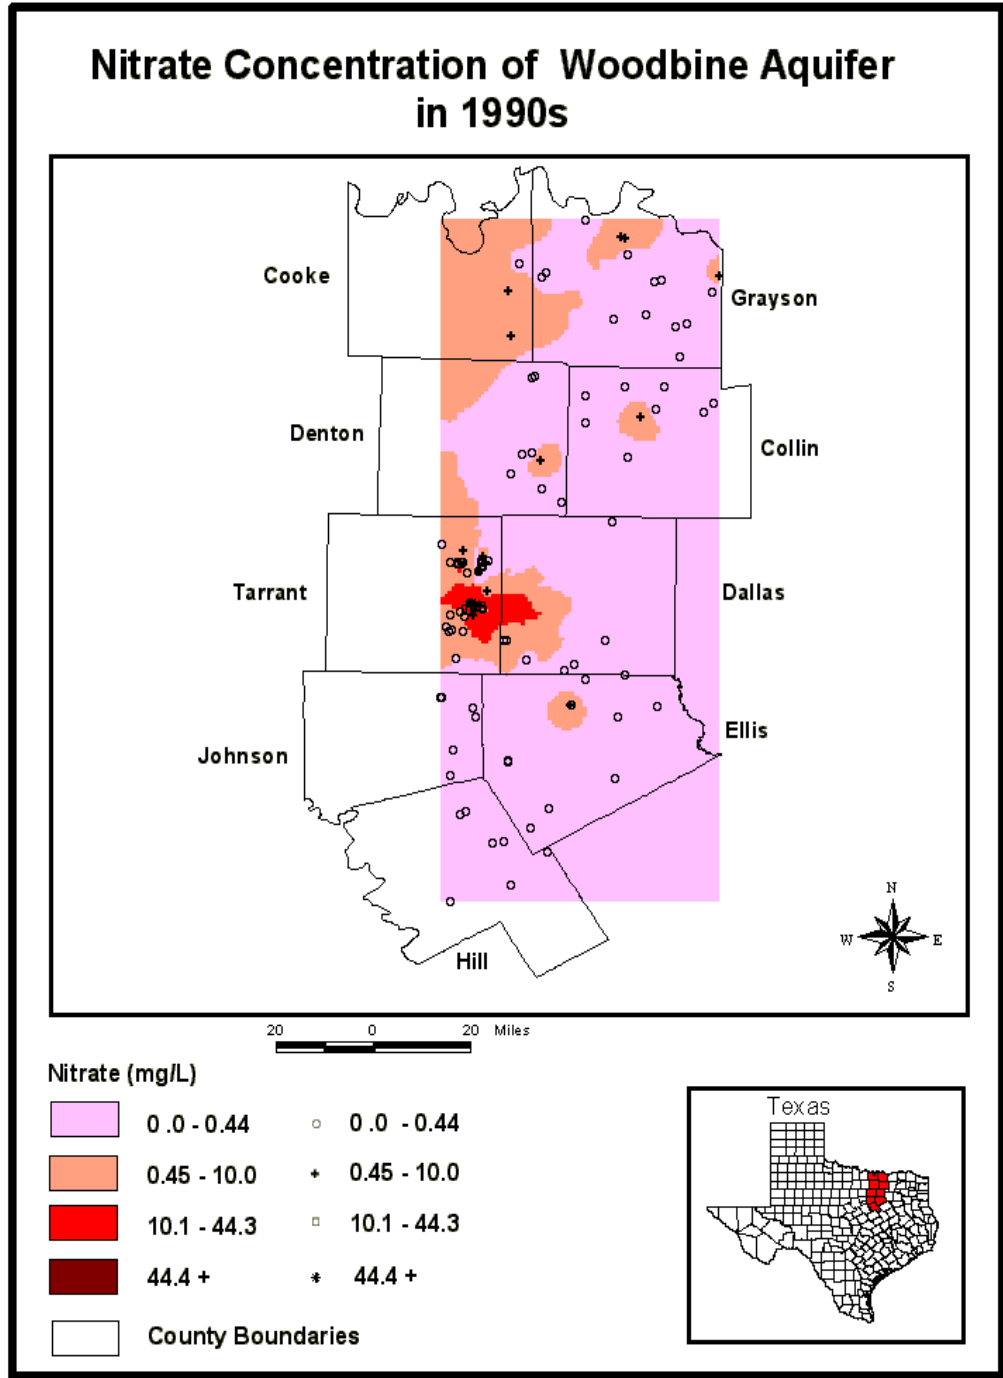 Nitrate Concentration of Woodbine Aquifer
in 1990s
Cooke
Grayson
Denton
Collin
Tarrant
Dallas
Johnson
Ellis
Hill
N
W E
S
20 0 20 Miles
Nitrate (mg/L)
0 .0 - 0.44 0 .0 - 0.44
0.45 - 10.0 0.45 - 10.0
10.1 - 44.3 10.1 - 44.3
44.4 + 44.4 +
County Boundaries
Texas